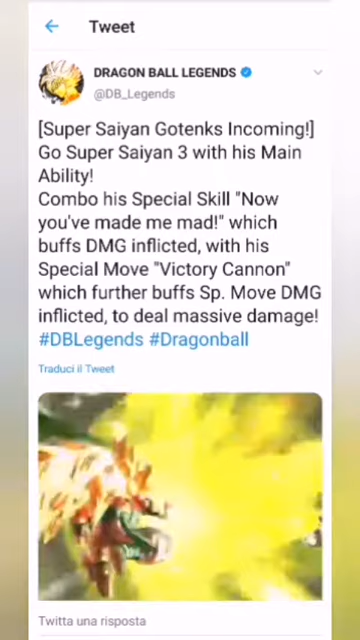 Tweet
DRAGON BALL LEGENDS
@DB_Legends
[Super Saiyan Gotenks Incoming!]
Go Super Saiyan 3 with his Main
Ability!
Combo his Special Skill "Now
you've made me mad!" which
buffs DMG inflicted, with his
Special Move "Victory Cannon"
which further buffs Sp. Move DMG
inflicted, to deal massive damage!
#DBLegends #Dragonball
Traduci il Tweet
Twitta una risposta